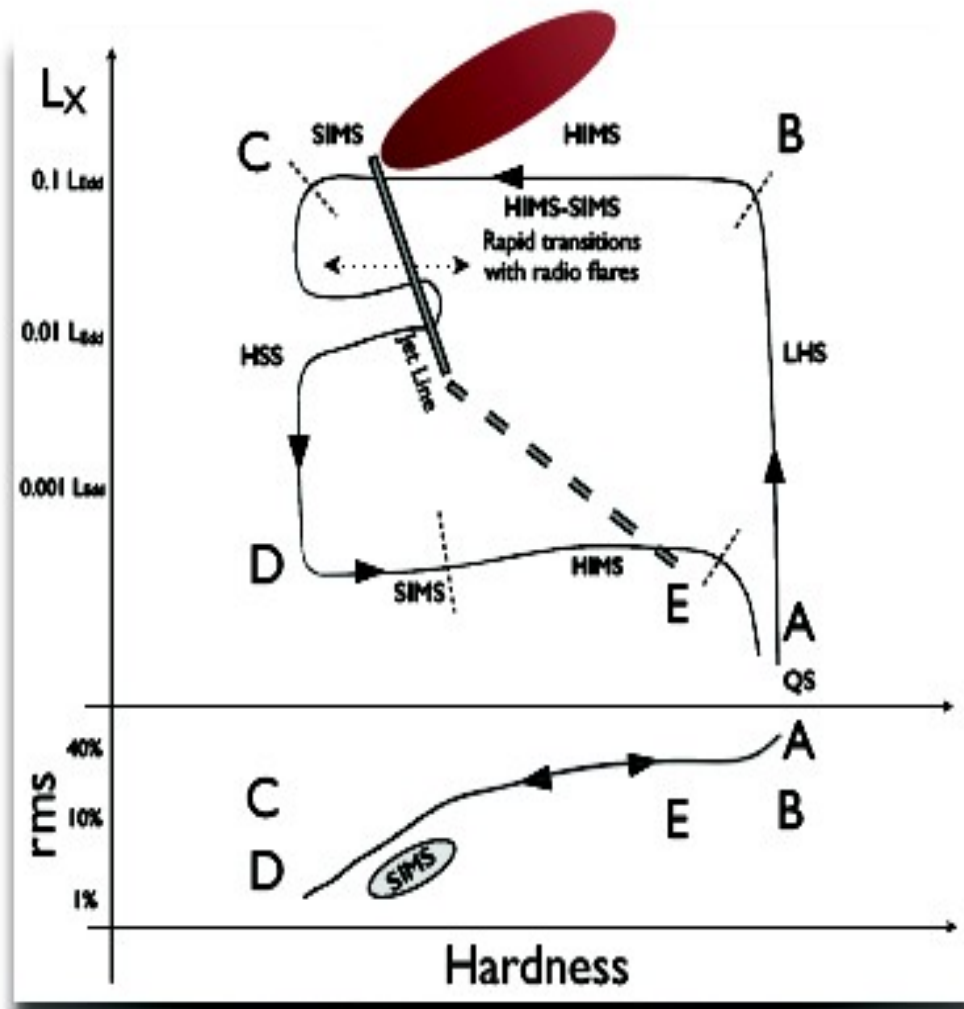 LX
C
SIMS
HIMS
B
0.1 LEdd
HIMS-SIMS
Rapid transitions
with radio flares
0.01 LEdd
HSS
Jet Line
LHS
0.001 LEdd
D
SIMS
HIMS
E
A
QS
40%
A
C
10%
E
B
rms
D
SIMS
1%
Hardness